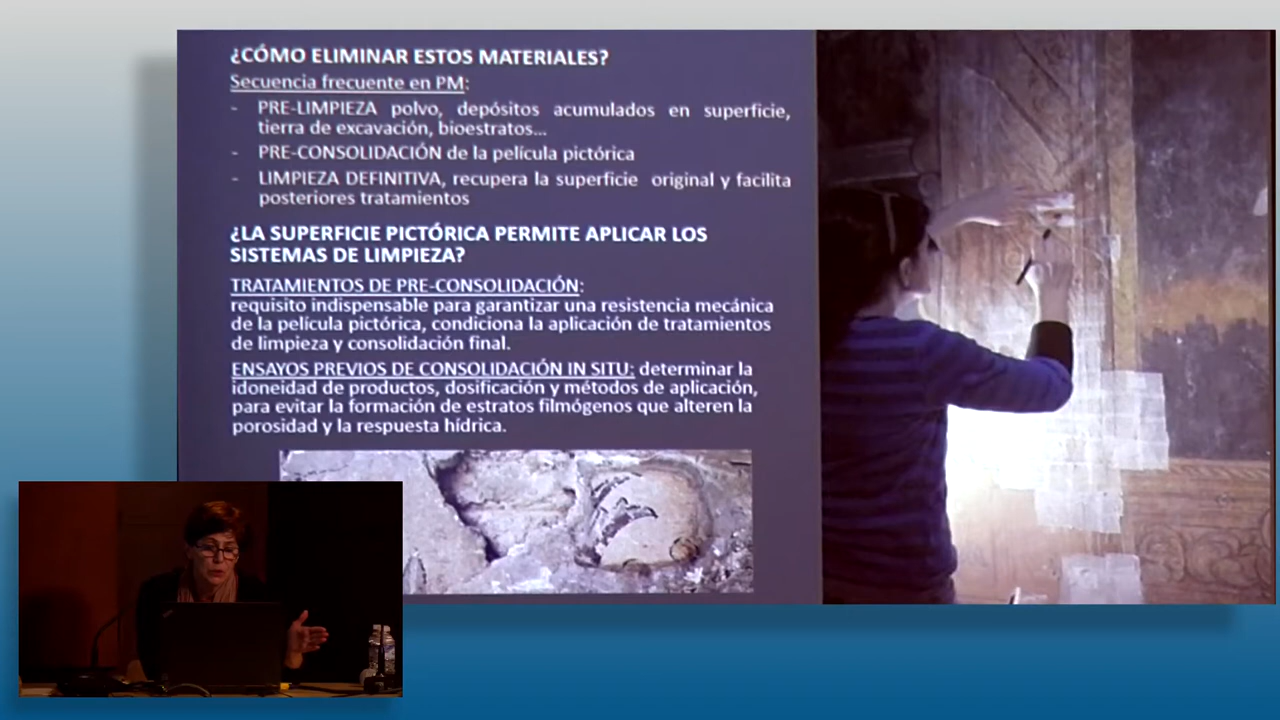 ¿CÓMO ELIMINAR ESTOS MATERIALES?
Secuencia frecuente en PM:
- PRE-LIMPIEZA polvo, depósitos acumulados en superficie,
tierra de excavación, bioestratos...
- PRE-CONSOLIDACIÓN de la película pictórica
- LIMPIEZA DEFINITIVA, recupera la superficie original y facilita
posteriores tratamientos
¿LA SUPERFICIE PICTÓRICA PERMITE APLICAR LOS
SISTEMAS DE LIMPIEZA?
TRATAMIENTOS DE PRE-CONSOLIDACIÓN:
requisito indispensable para garantizar una resistencia mecánica
de la película pictórica, condiciona la aplicación de tratamientos
de limpieza y consolidación final.
ENSAYOS PREVIOS DE CONSOLIDACIÓN IN SITU: determinar la
idoneidad de productos, dosificación y métodos de aplicación,
para evitar la formación de estratos filmógenos que alteren la
porosidad y la respuesta hídrica.